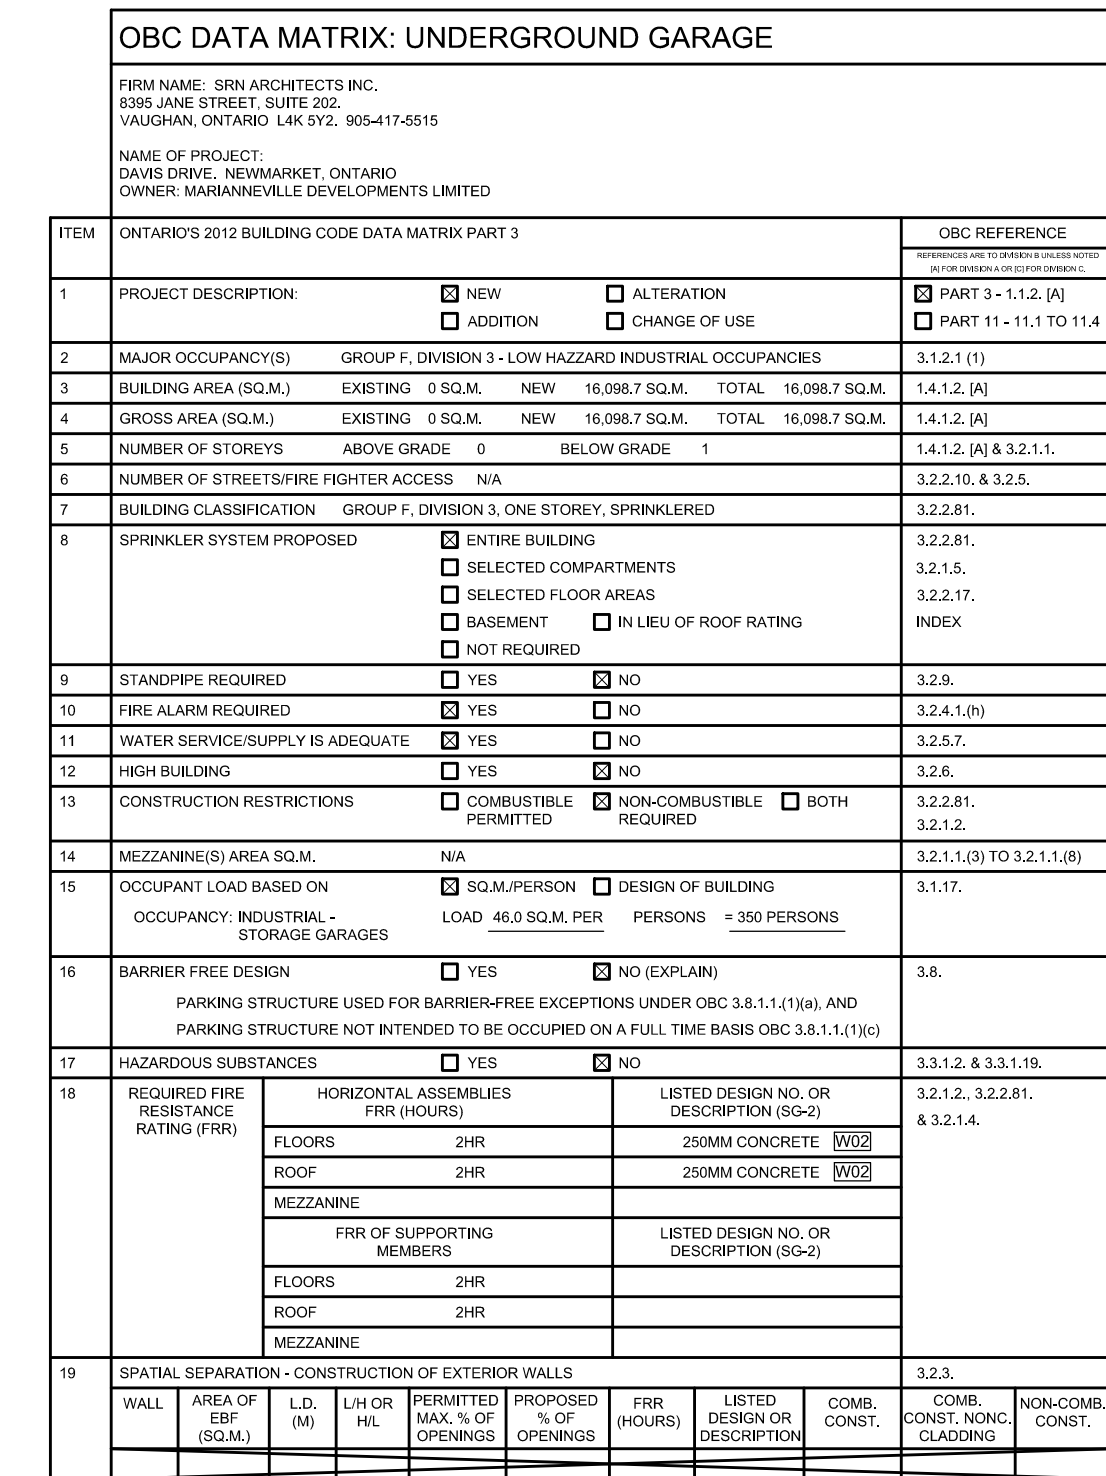 OBC DATA MATRIX: UNDERGROUND GARAGE
FIRM NAME: SRN ARCHITECTS INC.
8395 JANE STREET, SUITE 202.
VAUGHAN, ONTARIO L4K 5Y2. 905-417-5515
NAME OF PROJECT:
DAVIS DRIVE. NEWMARKET, ONTARIO
OWNER: MARIANNEVILLE DEVELOPMENTS LIMITED
ITEM ONTARIO'S 2012 BUILDING CODE DATA MATRIX PART 3 OBC REFERENCE
REFERENCES ARE TO DIVISION B UNLESS NOTED
[A] FOR DIVISION A OR [C] FOR DIVISION C.
1 PROJECT DESCRIPTION: ☒ NEW ☐ ALTERATION ☒ PART 3 - 1.1.2. [A]
☐ ADDITION ☐ CHANGE OF USE ☐ PART 11 - 11.1 TO 11.4
2 MAJOR OCCUPANCY(S) GROUP F, DIVISION 3 - LOW HAZZARD INDUSTRIAL OCCUPANCIES 3.1.2.1 (1)
3 BUILDING AREA (SQ.M.) EXISTING 0 SQ.M. NEW 16,098.7 SQ.M. TOTAL 16,098.7 SQ.M. 1.4.1.2. [A]
4 GROSS AREA (SQ.M.) EXISTING 0 SQ.M. NEW 16,098.7 SQ.M. TOTAL 16,098.7 SQ.M. 1.4.1.2. [A]
5 NUMBER OF STOREYS ABOVE GRADE 0 BELOW GRADE 1 1.4.1.2. [A] & 3.2.1.1.
6 NUMBER OF STREETS/FIRE FIGHTER ACCESS N/A 3.2.2.10. & 3.2.5.
7 BUILDING CLASSIFICATION GROUP F, DIVISION 3, ONE STOREY, SPRINKLERED 3.2.2.81.
8 SPRINKLER SYSTEM PROPOSED ☒ ENTIRE BUILDING 3.2.2.81.
☐ SELECTED COMPARTMENTS 3.2.1.5.
☐ SELECTED FLOOR AREAS 3.2.2.17.
☐ BASEMENT ☐ IN LIEU OF ROOF RATING INDEX
☐ NOT REQUIRED
9 STANDPIPE REQUIRED ☐ YES ☒ NO 3.2.9.
10 FIRE ALARM REQUIRED ☒ YES ☐ NO 3.2.4.1.(h)
11 WATER SERVICE/SUPPLY IS ADEQUATE ☒ YES ☐ NO 3.2.5.7.
12 HIGH BUILDING ☐ YES ☒ NO 3.2.6.
13 CONSTRUCTION RESTRICTIONS ☐ COMBUSTIBLE ☒ NON-COMBUSTIBLE ☐ BOTH 3.2.2.81.
PERMITTED REQUIRED 3.2.1.2.
14 MEZZANINE(S) AREA SQ.M. N/A 3.2.1.1.(3) TO 3.2.1.1.(8)
15 OCCUPANT LOAD BASED ON ☒ SQ.M./PERSON ☐ DESIGN OF BUILDING 3.1.17.
OCCUPANCY: INDUSTRIAL - LOAD 46.0 SQ.M. PER PERSONS = 350 PERSONS
STORAGE GARAGES
16 BARRIER FREE DESIGN ☐ YES ☒ NO (EXPLAIN) 3.8.
PARKING STRUCTURE USED FOR BARRIER-FREE EXCEPTIONS UNDER OBC 3.8.1.1.(1)(a), AND
PARKING STRUCTURE NOT INTENDED TO BE OCCUPIED ON A FULL TIME BASIS OBC 3.8.1.1.(1)(c)
17 HAZARDOUS SUBSTANCES ☐ YES ☒ NO 3.3.1.2. & 3.3.1.19.
18 REQUIRED FIRE HORIZONTAL ASSEMBLIES LISTED DESIGN NO. OR 3.2.1.2., 3.2.2.81.
RESISTANCE FRR (HOURS) DESCRIPTION (SG-2) & 3.2.1.4.
RATING (FRR)
FLOORS 2HR 250MM CONCRETE W02
ROOF 2HR 250MM CONCRETE W02
MEZZANINE
FRR OF SUPPORTING LISTED DESIGN NO. OR
MEMBERS DESCRIPTION (SG-2)
FLOORS 2HR
ROOF 2HR
MEZZANINE
19 SPATIAL SEPARATION - CONSTRUCTION OF EXTERIOR WALLS 3.2.3.
WALL AREA OF L.D. L/H OR PERMITTED PROPOSED FRR LISTED COMB. COMB. NON-COMB.
EBF (M) H/L MAX. % OF % OF (HOURS) DESIGN OR CONST. CONST. NONC. CONST.
(SQ.M.) OPENINGS OPENINGS DESCRIPTION CLADDING